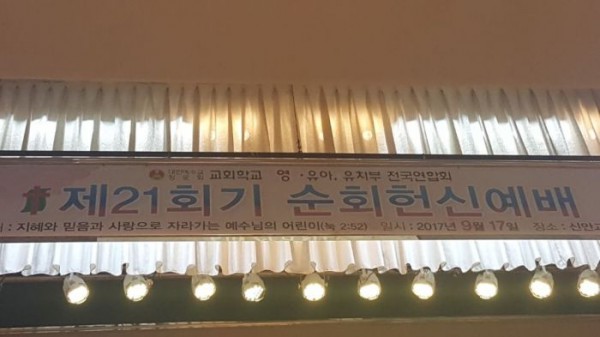 교회학교 영·유아,유치부 전국연합회
제21회기 순회헌신예배
: 지혜와 믿음과 사랑으로 자라가는 예수님의 어린이(눅 2:52) 일시 : 2017년 9월 17일 장소 : 신안교